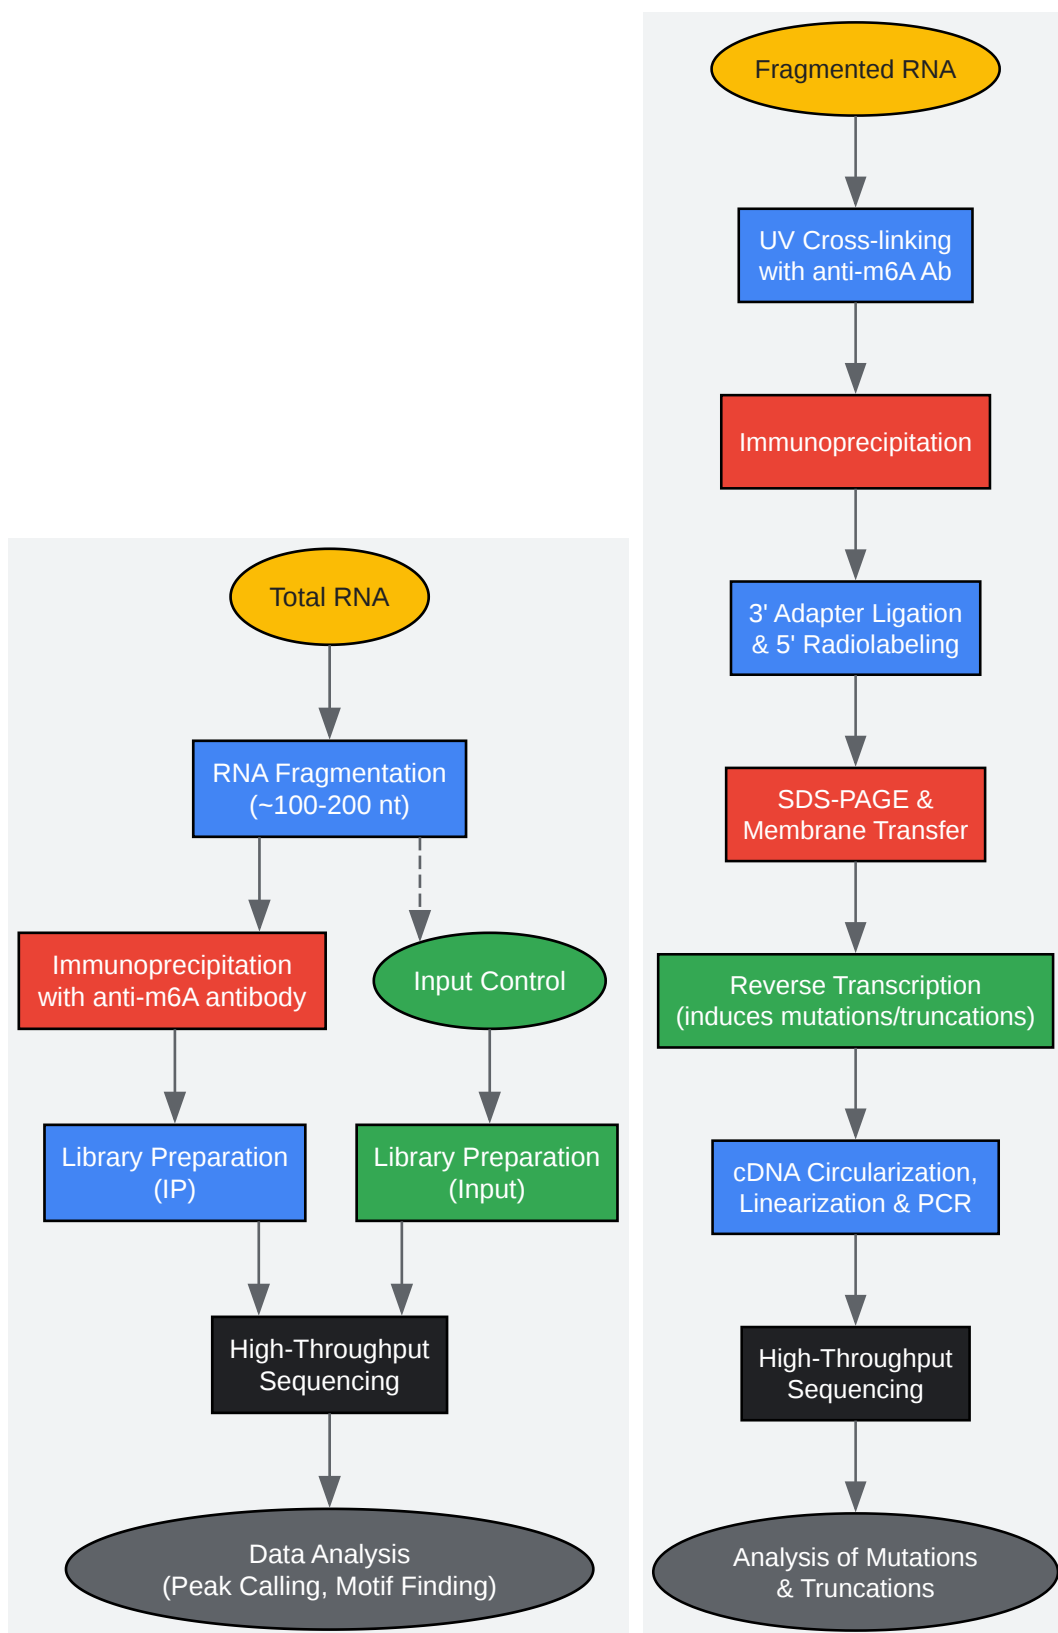 Total RNA
RNA Fragmentation
(~100-200 nt)
Immunoprecipitation
with anti-m6A antibody
Input Control
Library Preparation
(IP)
Library Preparation
(Input)
High-Throughput
Sequencing
Data Analysis
(Peak Calling, Motif Finding)
Fragmented RNA
UV Cross-linking
with anti-m6A Ab
Immunoprecipitation
3' Adapter Ligation
& 5' Radiolabeling
SDS-PAGE &
Membrane Transfer
Reverse Transcription
(induces mutations/truncations)
cDNA Circularization,
Linearization & PCR
High-Throughput
Sequencing
Analysis of Mutations
& Truncations